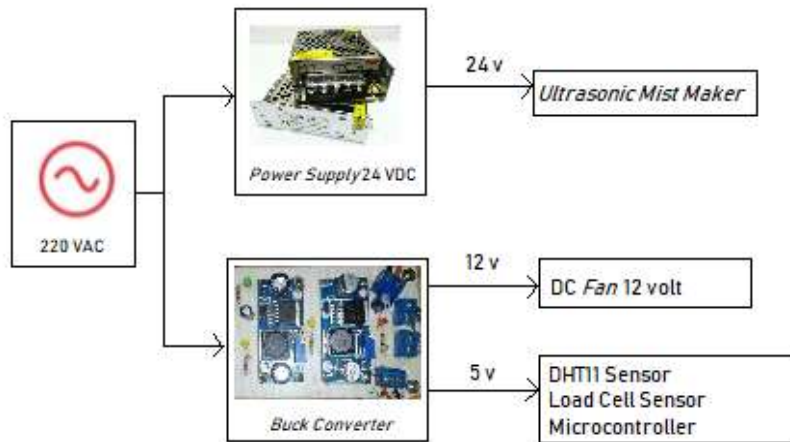 24 v
Ultrasonic Mist Maker
Power Supply 24 VDC
220 VAC
12 v
DC Fan 12 volt
5 v
DHT11 Sensor
Load Cell Sensor
Microcontroller
Buck Converter